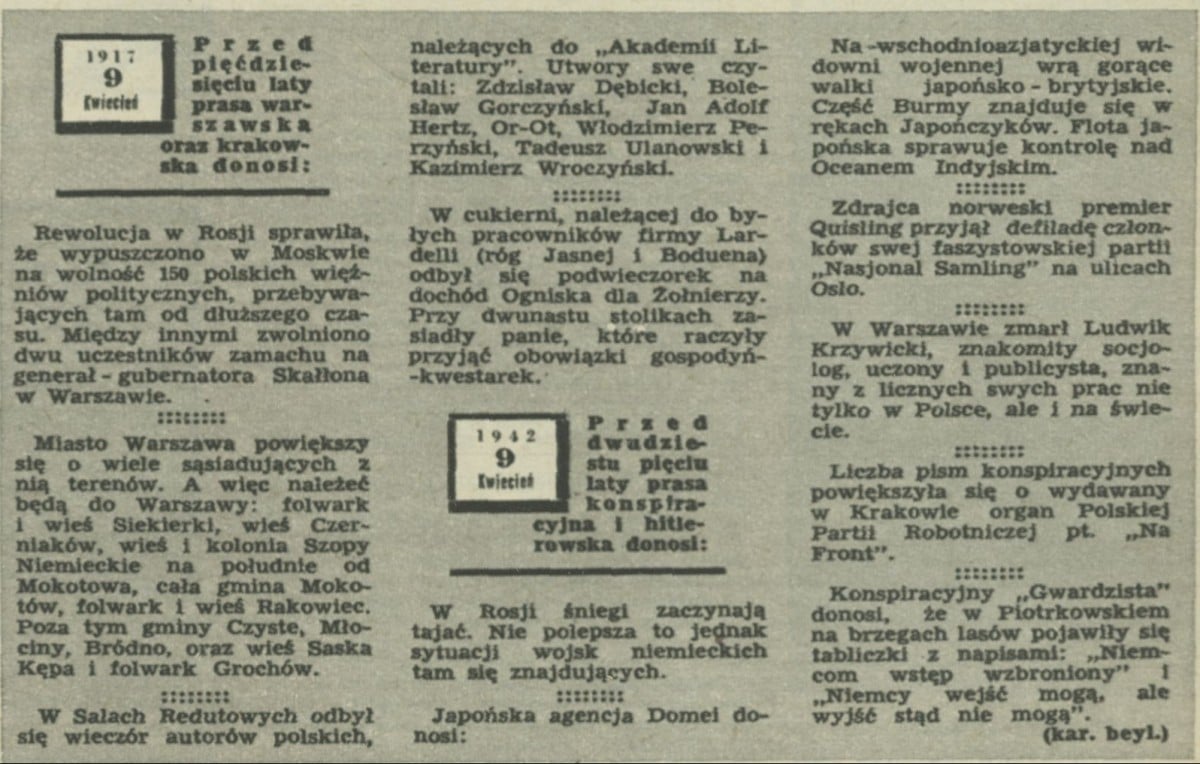 1917
9
Kwiecień
Przed
pięćdzie-
sięciu laty
prasa war-
szawska
oraz krakow-
ska donosi:
Rewolucja w Rosji sprawiła,
że wypuszczono w Moskwie
na wolność 150 polskich więź-
niów politycznych, przebywa-
jących tam od dłuższego cza-
su. Między innymi zwolniono
dwu uczestników zamachu na
generał-gubernatora Skałłona
w Warszawie.
Miasto Warszawa powiększy
się o wiele sąsiadujących z
nią terenów. A więc należeć
będą do Warszawy: folwark
i wieś Siekierki, wieś Czer-
niaków, wieś i kolonia Szopy
Niemieckie na południe od
Mokotowa, cała gmina Moko-
tów, folwark i wieś Rakowiec.
Poza tym gminy Czyste, Mło-
ciny, Bródno, oraz wieś Saska
Kępa i folwark Grochów.
W Salach Redutowych odbył
się wieczór autorów polskich,
należących do „Akademii Li-
teratury”. Utwory swe czy-
tali: Zdzisław Dębicki, Bole-
sław Gorczyński, Jan Adolf
Hertz, Or-Ot, Włodzimierz Pe-
rzyński, Tadeusz Ulanowski i
Kazimierz Wroczyński.
W cukierni, należącej do by-
łych pracowników firmy Lar-
delli (róg Jasnej i Boduena)
odbył się podwieczorek na
dochód Ogniska dla Żołnierzy.
Przy dwunastu stolikach za-
siadły panie, które raczyły
przyjąć obowiązki gospodyń-
-kwestarek.
1942
9
Kwiecień
Przed
dwudzie-
stu pięciu
laty prasa
konspira-
cyjna i hitle-
rowska donosi:
W Rosji śniegi zaczynają
tajać. Nie polepsza to jednak
sytuacji wojsk niemieckich
tam się znajdujących.
Japońska agencja Domei do-
nosi:
Na-wschodnioazjatyckiej wi-
downi wojennej wrą gorące
walki japońsko-brytyjskie.
Część Burmy znajduje się w
rękach Japończyków. Flota ja-
pońska sprawuje kontrolę nad
Oceanem Indyjskim.
Zdrajca norweski premier
Quisling przyjął defiladę człon-
ków swej faszystowskiej partii
„Nasjonal Samling” na ulicach
Oslo.
W Warszawie zmarł Ludwik
Krzywicki, znakomity socjo-
log, uczony i publicysta, zna-
ny z licznych swych prac nie
tylko w Polsce, ale i na świe-
cie.
Liczba pism konspiracyjnych
powiększyła się o wydawany
w Krakowie organ Polskiej
Partii Robotniczej pt. „Na
Front”.
Konspiracyjny „Gwardzista”
donosi, że w Piotrkowskiem
na brzegach lasów pojawiły się
tabliczki z napisami: „Niem-
com wstęp wzbroniony” i
„Niemcy wejść mogą, ale
wyjść stąd nie mogą”.
(kar. beyl.)